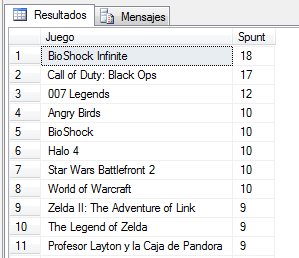 Resultados Mensajes
Juego Spunt
1 BioShock Infinite 18
2 Call of Duty: Black Ops 17
3 007 Legends 12
4 Angry Birds 10
5 BioShock 10
6 Halo 4 10
7 Star Wars Battlefront 2 10
8 World of Warcraft 10
9 Zelda II: The Adventure of Link 9
10 The Legend of Zelda 9
11 Profesor Layton y la Caja de Pandora 9